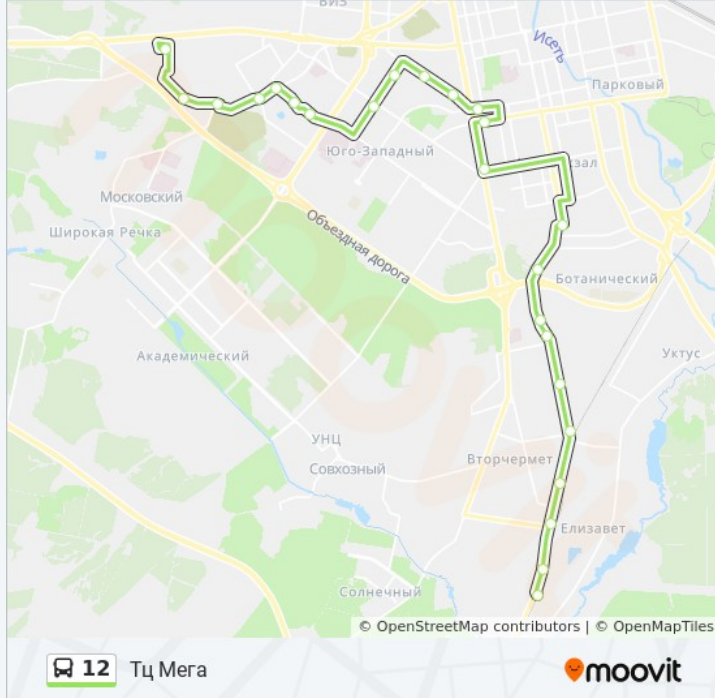 ВИЗ
Исеть
Парковый
Юго-Западный
Московский
Объездная дорога
Широкая Речка
Ботанический
Академический
Уктус
УНЦ
Совхозный
Вторчермет
Елизавет
Солнечный
© OpenStreetMap contributors | © OpenMapTiles
12 Тц Мега
moovit